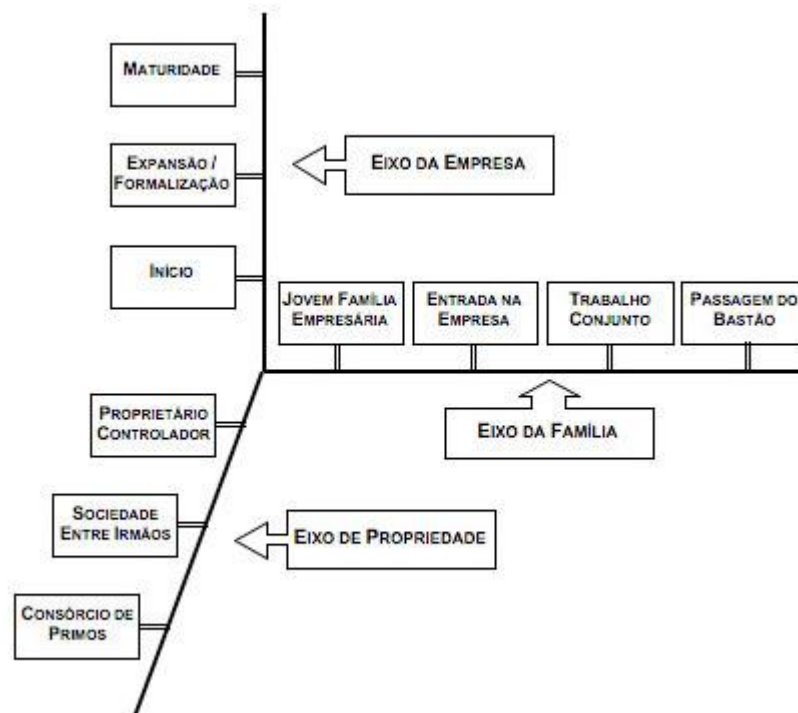 MATURIDADE
EXPANSÃO /
FORMALIZAÇÃO
EIXO DA EMPRESA
INÍCIO
JOVEM FAMÍLIA
EMPRESÁRIA
ENTRADA NA
EMPRESA
TRABALHO
CONJUNTO
PASSAGEM DO
BASTÃO
PROPRIETÁRIO
CONTROLADOR
EIXO DA FAMÍLIA
SOCIEDADE
ENTRE IRMÃOS
EIXO DE PROPRIEDADE
CONSÓRCIO DE
PRIMOS